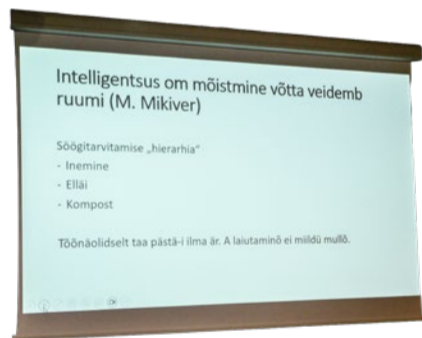 Intelligentsus om mõistmine võtta veidemb
ruumi (M. Mikiver)
Söögitarvitamise „hierarhia“
- Inemine
- Elläi
- Kompost
Tõõnäolidselt taa pästä-i ilma är. A laiutaminõ ei miildü mullõ.